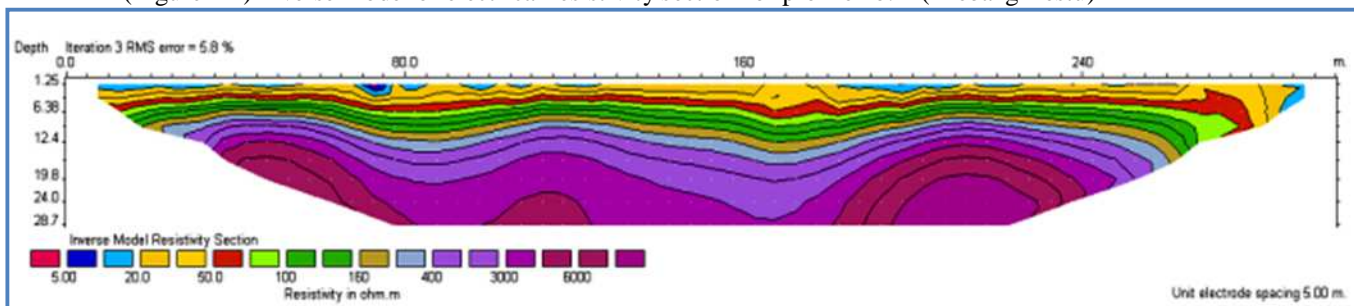 Depth Iteration 3 RMS error = 5.8 %
0.0 80.0 160 240 m.
1.25
6.38
12.4
19.8
24.0
28.7
Inverse Model Resistivity Section
5.00 20.0 50.0 100 160 400 3000 6000
Resistivity in ohm.m
Unit electrode spacing 5.00 m.